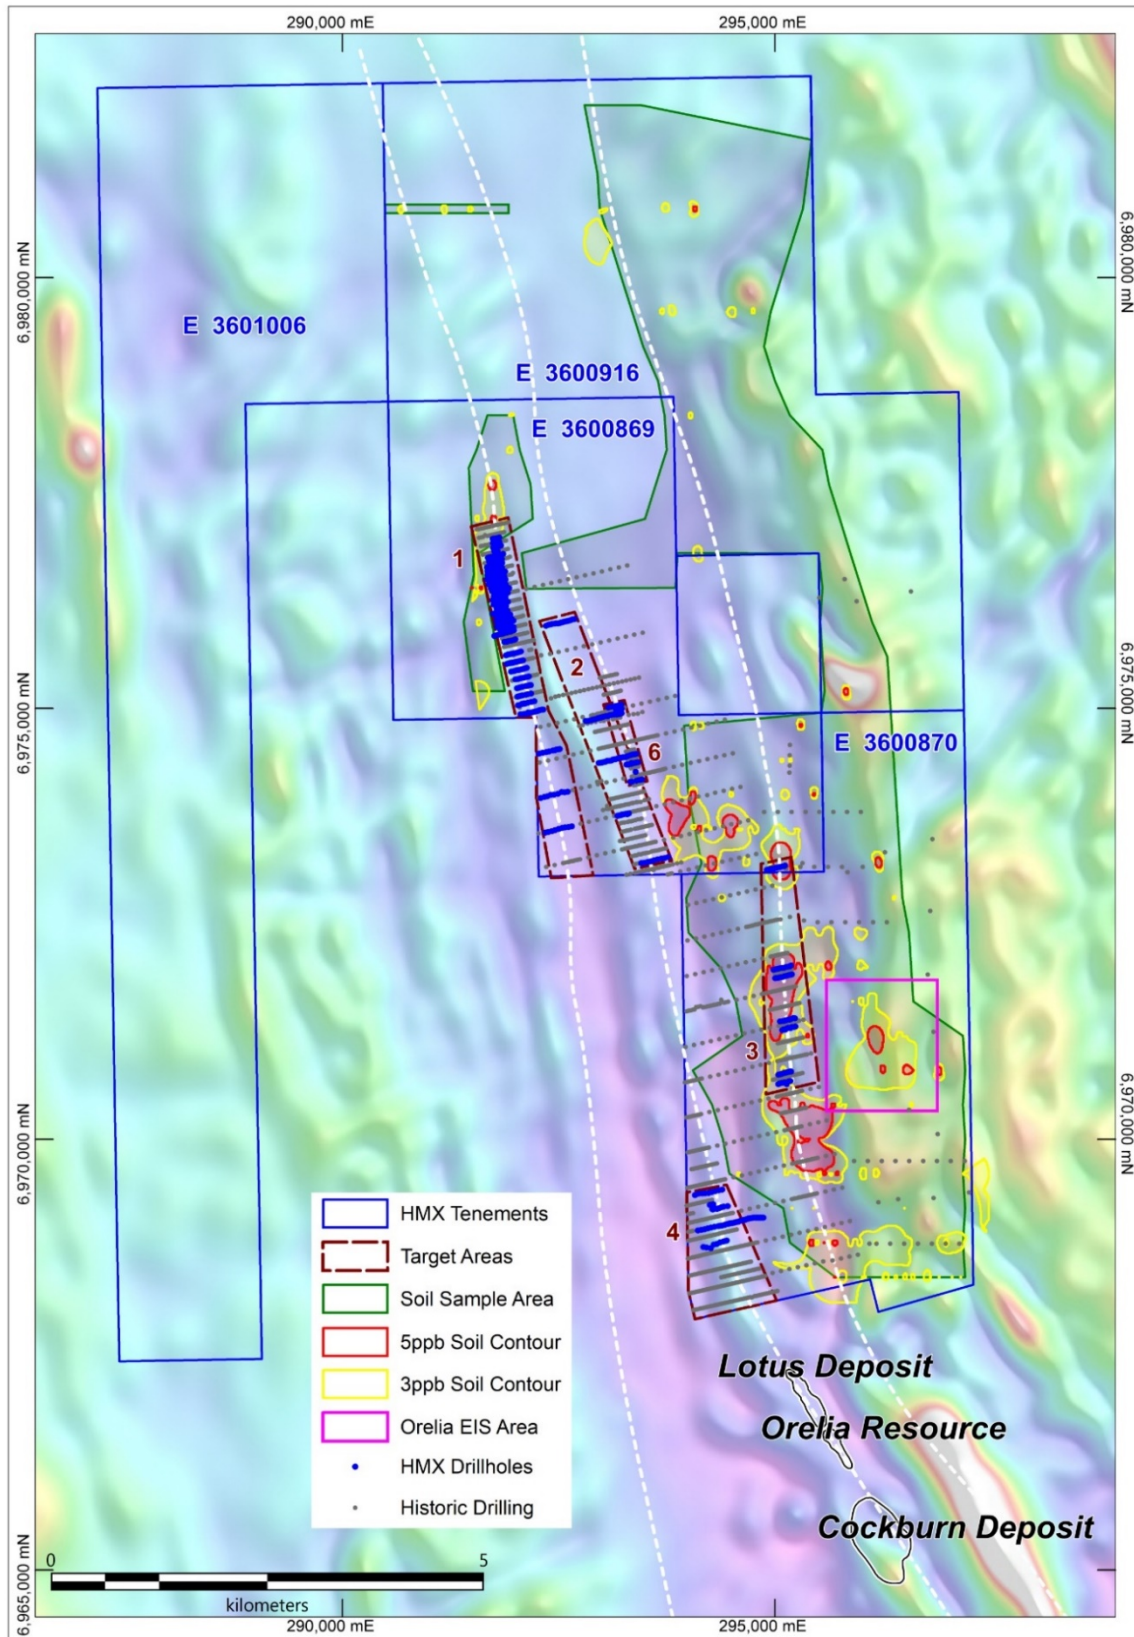 290,000 mE
295,000 mE
6,980,000 mN
6,980,000 mN
E 3601006
E 3600916
E 3600869
1
2
6,975,000 mN
6,975,000 mN
6
E 3600870
3
6,970,000 mN
6,970,000 mN
4
HMX Tenements
Target Areas
Soil Sample Area
5ppb Soil Contour
3ppb Soil Contour
Orelia EIS Area
HMX Drillholes
Historic Drilling
Lotus Deposit
Orelia Resource
Cockburn Deposit
0
5
kilometers
6,965,000 mN
6,965,000 mN
290,000 mE
295,000 mE